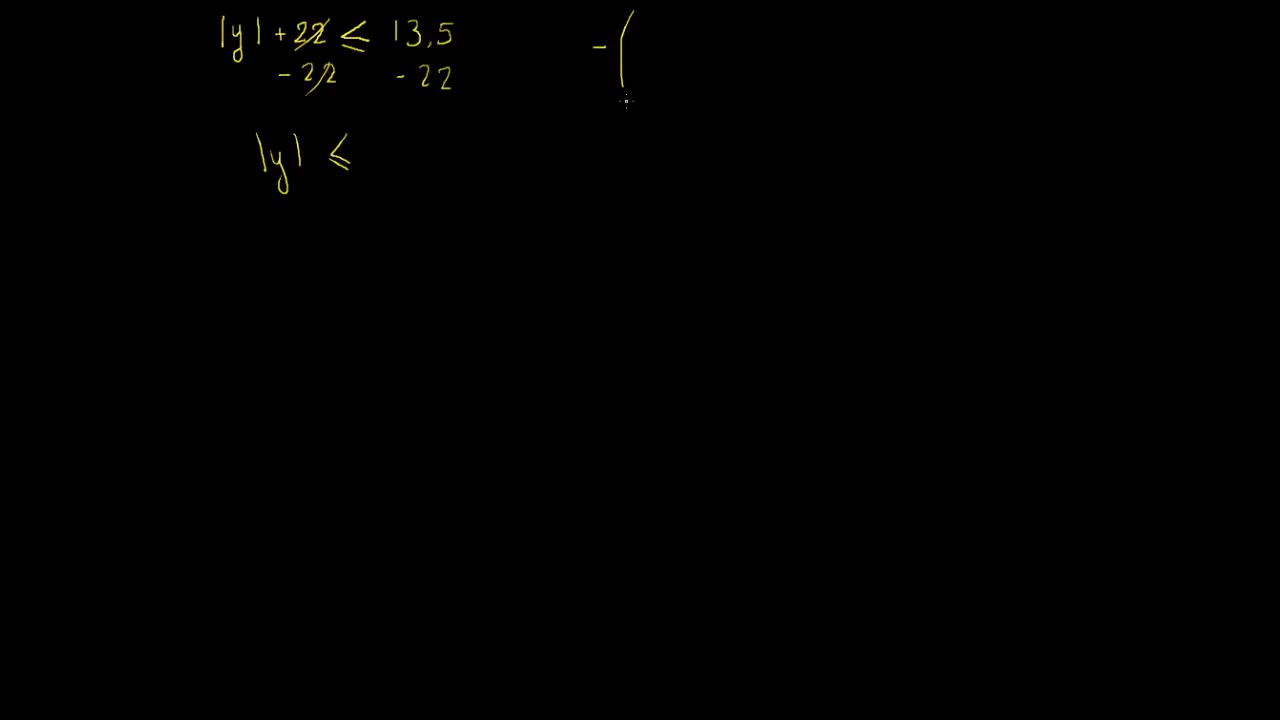 |y| + 22 ≤ 13,5 -(
- 22 - 22
|y| ≤